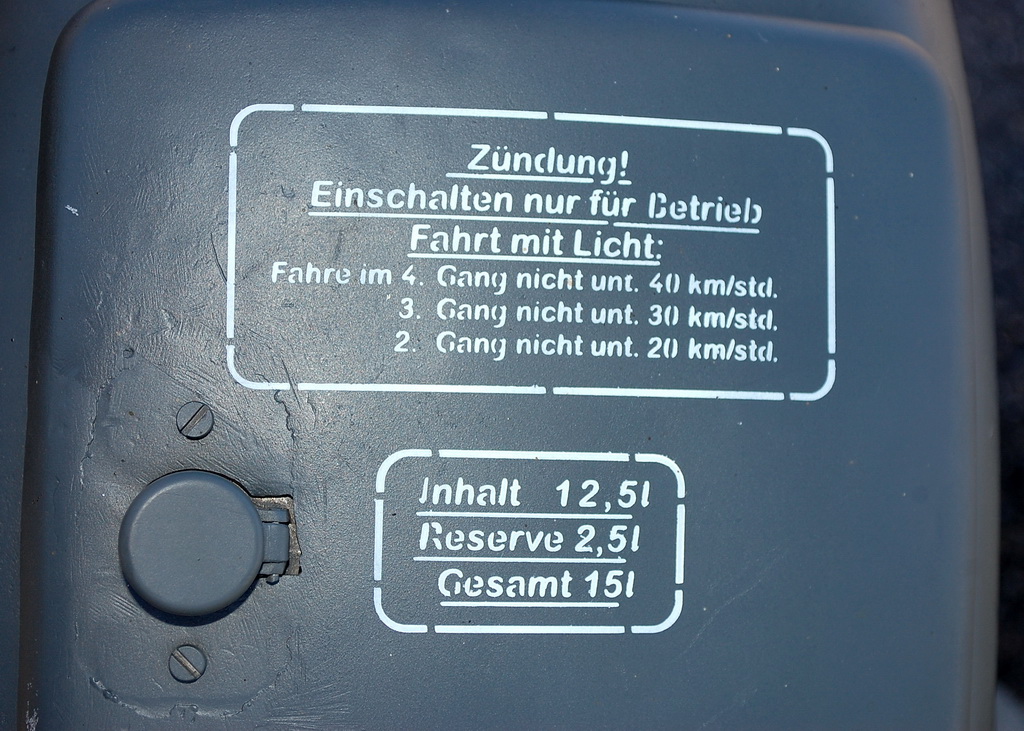 Zündung!
Einschalten nur für Betrieb
Fahrt mit Licht:
Fahre im 4. Gang nicht unt. 40 km/std.
3. Gang nicht unt. 30 km/std.
2. Gang nicht unt. 20 km/std.
Inhalt 12,5l
Reserve 2,5l
Gesamt 15l